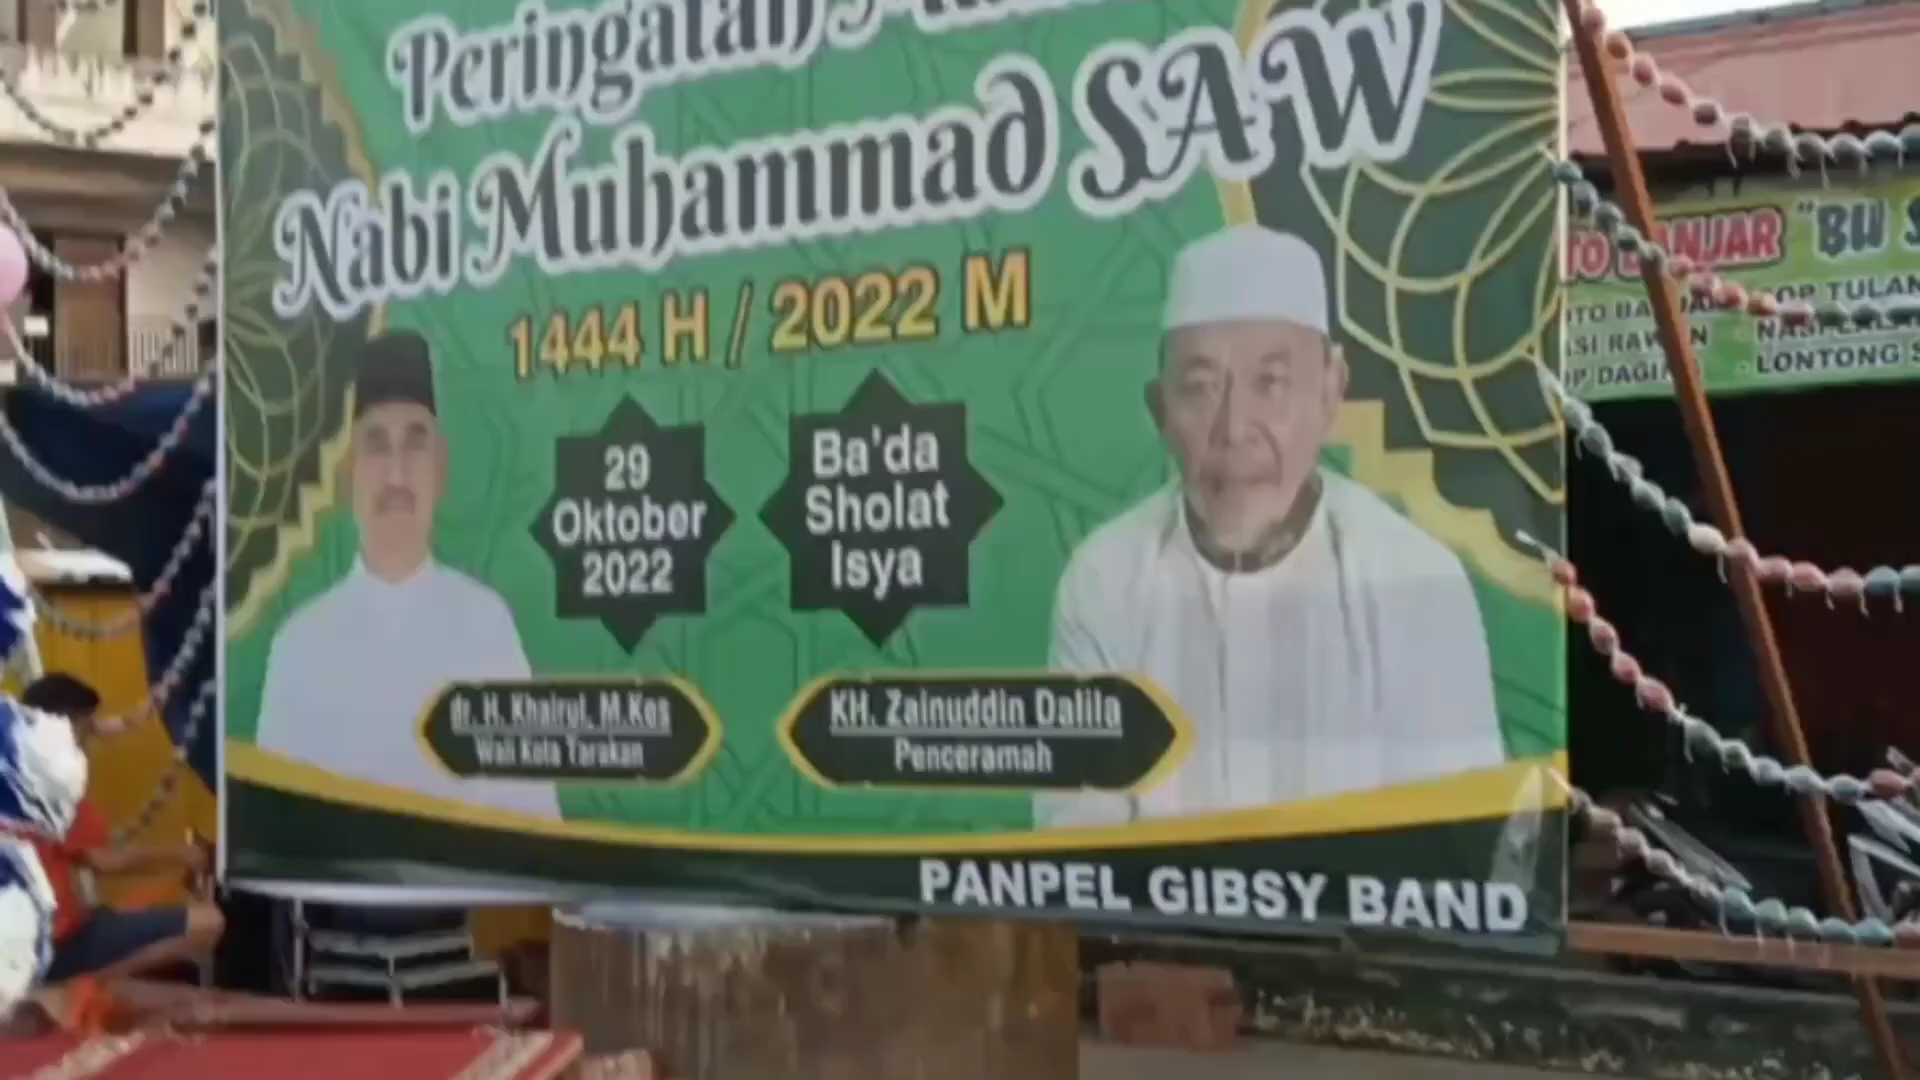 Peringatan
Nabi Muhammad SAW
1444 H / 2022 M
29
Oktober
2022
Ba'da
Sholat
Isya
dr. H. Khairul, M.Kes
Wali Kota Tarakan
KH. Zainuddin Dalila
Penceramah
PANPEL GIBSY BAND
BANJAR "BU
TULAN
LONTONG